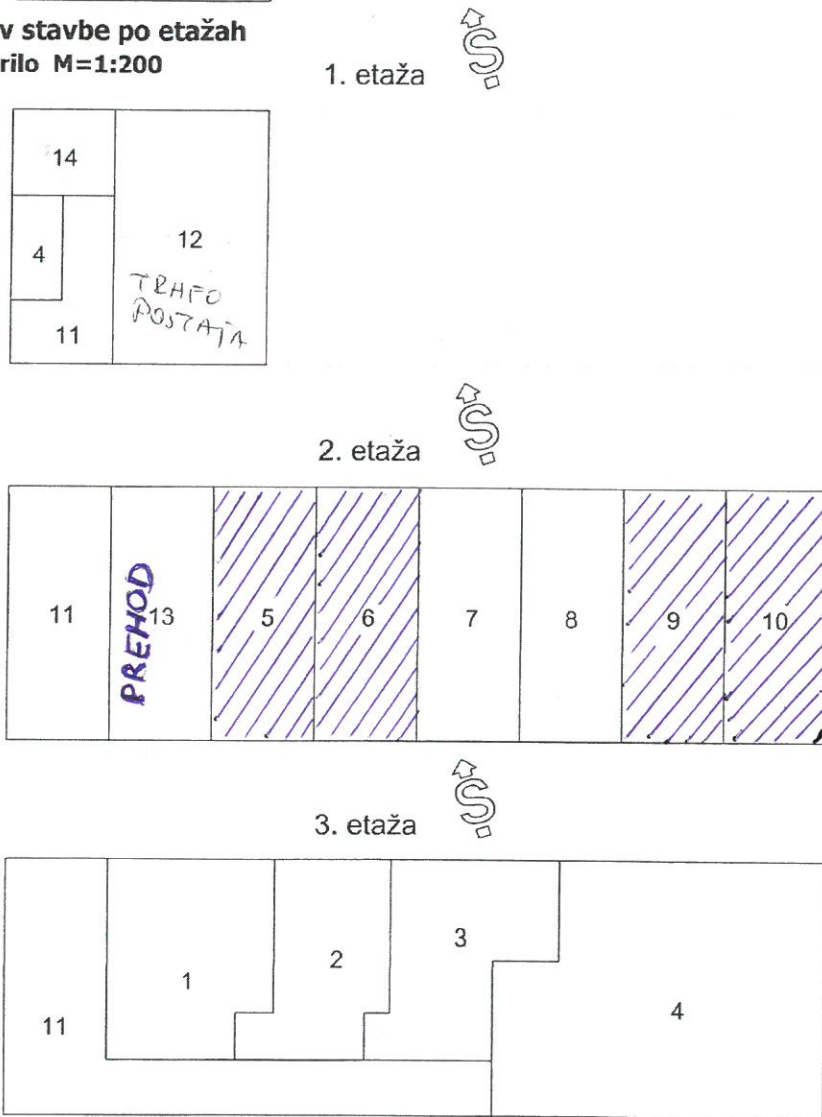 v stavbe po etažah
rilo M=1:200
1. etaža
S
14
4
12
TRAFO
POSTAJA
11
2. etaža
S
11
PREHOD
13
5
6
7
8
9
10
3. etaža
S
11
1
2
3
4